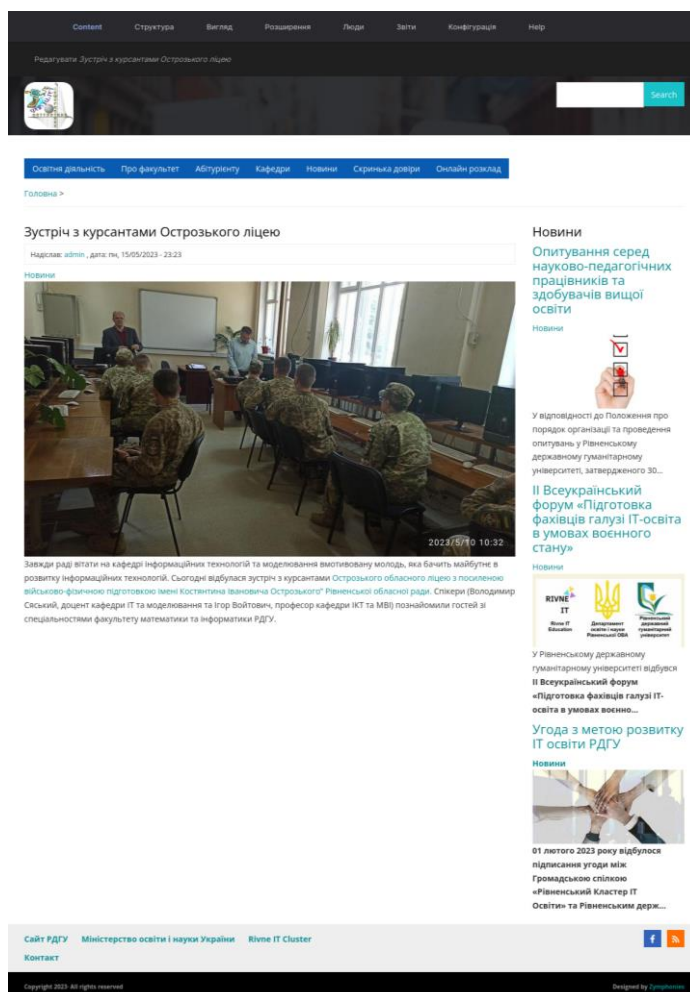 Content Структура Вигляд Розширення Люди Звіти Конфігурація Help
Редагувати Зустріч з курсантами Острозького ліцею
Search
Освітня діяльність Про факультет Абітурієнту Кафедри Новини Скринька довіри Онлайн розклад
Головна >
Зустріч з курсантами Острозького ліцею
Надіслав: admin , дата: пн, 15/05/2023 - 23:23
Новини
2023/5/10 10:32
Завжди раді вітати на кафедрі інформаційних технологій та моделювання вмотивовану молодь, яка бачить майбутнє в
розвитку інформаційних технологій. Сьогодні відбулася зустріч з курсантами Острозького обласного ліцею з посиленою
військово-фізичною підготовкою імені Костянтина Івановича Острозького" Рівненської обласної ради. Спікери (Володимир
Сяський, доцент кафедри ІТ та моделювання та Ігор Войтович, професор кафедри ІКТ та МВІ) познайомили гостей зі
спеціальностями факультету математики та інформатики РДГУ.
Новини
Опитування серед
науково-педагогічних
працівників та
здобувачів вищої
освіти
Новини
У відповідності до Положення про
порядок організації та проведення
опитувань у Рівненському
державному гуманітарному
університеті, затвердженого 30...
ІІ Всеукраїнський
форум «Підготовка
фахівців галузі ІТ-освіта
в умовах воєнного
стану»
Новини
RIVNE
IT
Rivne IT
Education
Департамент
освіти і науки
Рівненської ОВА
Рівненський
державний
гуманітарний
університет
У Рівненському державному
гуманітарному університеті відбувся
ІІ Всеукраїнський форум
«Підготовка фахівців галузі ІТ-
освіта в умовах воєнно...
Угода з метою розвитку
ІТ освіти РДГУ
Новини
01 лютого 2023 року відбулося
підписання угоди між
Громадською спілкою
«Рівненський Кластер ІТ
Освіти» та Рівненським держ...
Сайт РДГУ Міністерство освіти і науки України Rivne IT Cluster
Контакт
Copyright 2023- All rights reserved
Designed by Zymphonies